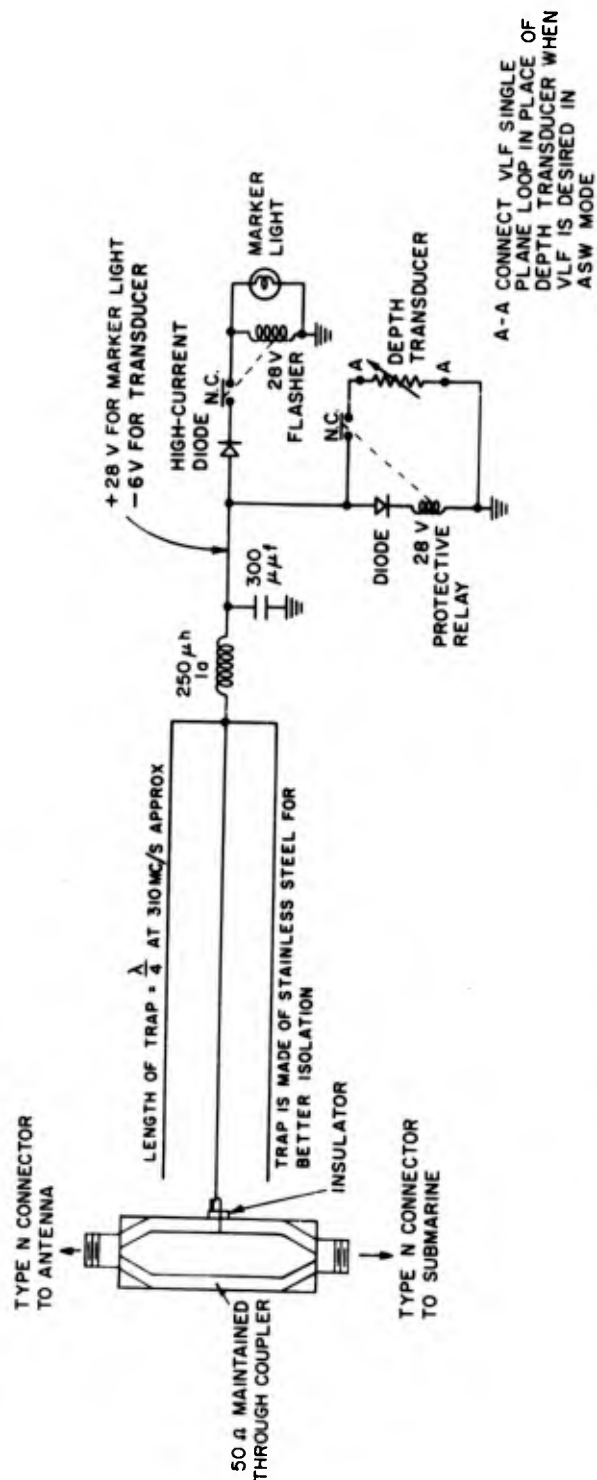 TYPE N CONNECTOR
TO ANTENNA
50 Ω MAINTAINED
THROUGH COUPLER
TYPE N CONNECTOR
TO SUBMARINE
INSULATOR
LENGTH OF TRAP = λ/4 AT 310 MC/S APPROX
TRAP IS MADE OF STAINLESS STEEL FOR
BETTER ISOLATION
250 μh
1a
300
μμf
+28 V FOR MARKER LIGHT
-6V FOR TRANSDUCER
HIGH-CURRENT
DIODE
N.C.
28 V
FLASHER
MARKER
LIGHT
DIODE
28 V
PROTECTIVE
RELAY
N.C.
A
DEPTH
TRANSDUCER
A
A-A CONNECT VLF SINGLE
PLANE LOOP IN PLACE OF
DEPTH TRANSDUCER WHEN
VLF IS DESIRED IN
ASW MODE